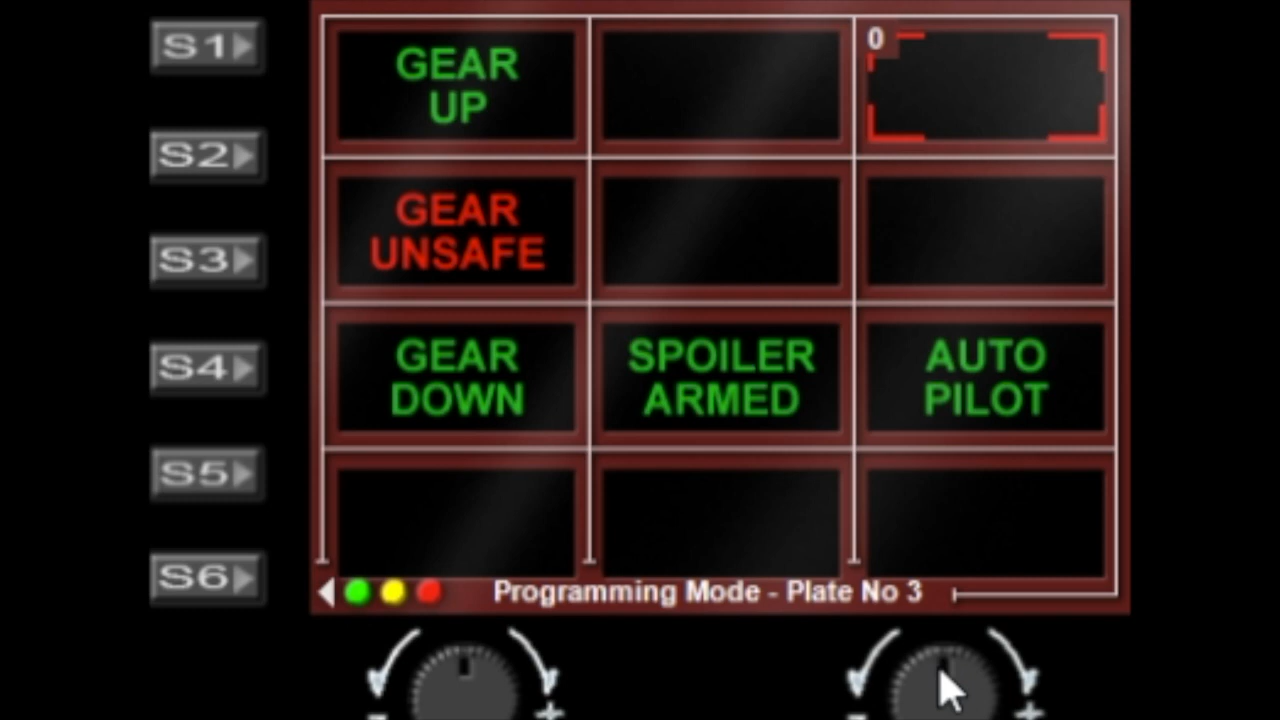 S1
S2
S3
S4
S5
S6
GEAR
UP
0
GEAR
UNSAFE
GEAR
DOWN
SPOILER
ARMED
AUTO
PILOT
Programming Mode - Plate No 3
- +
- +